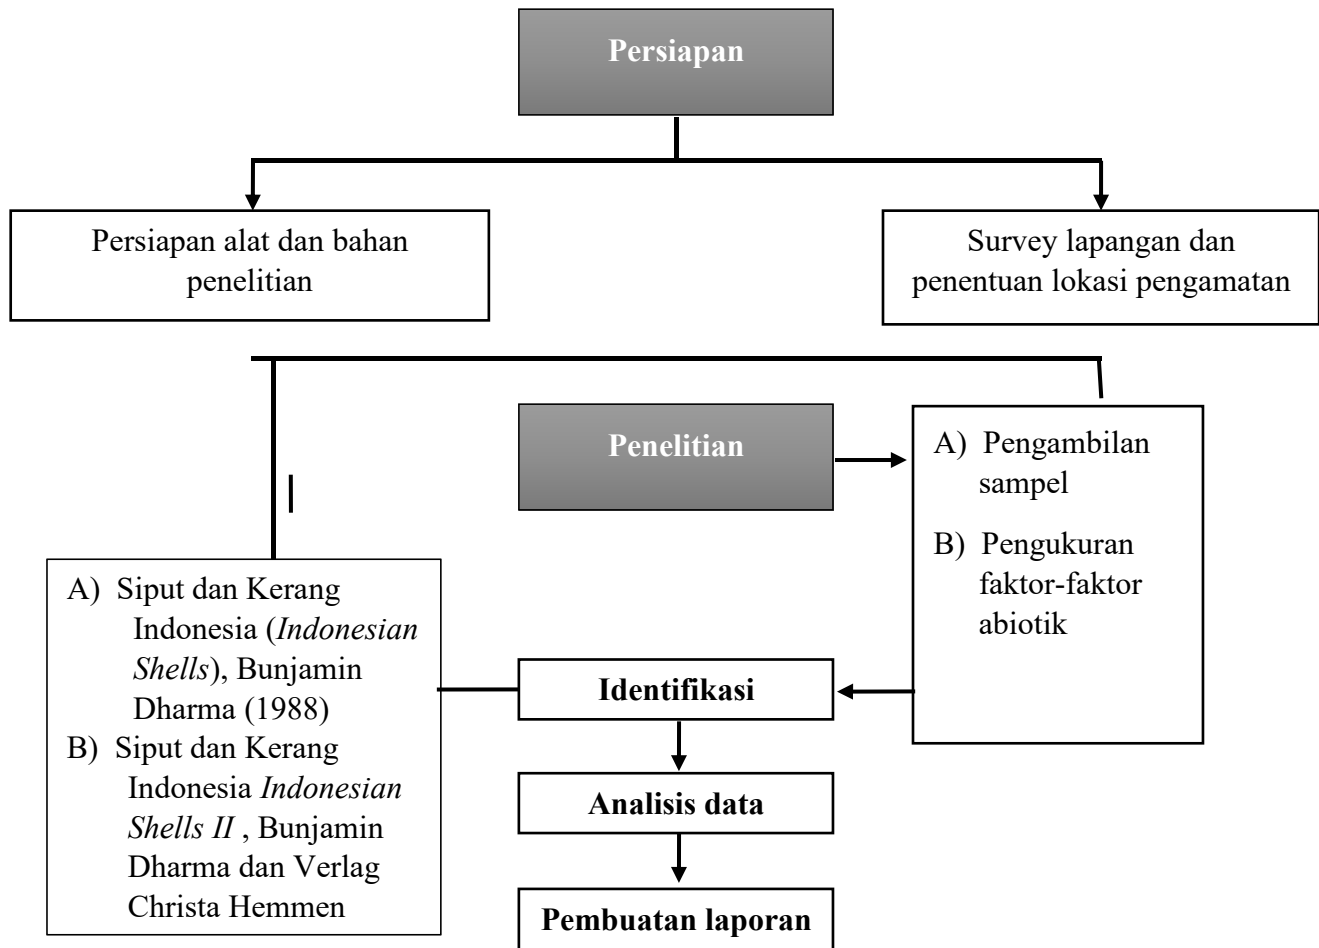 Persiapan
Persiapan alat dan bahan
penelitian
Survey lapangan dan
penentuan lokasi pengamatan
Penelitian
A) Pengambilan
sampel
B) Pengukuran
faktor-faktor
abiotik
A) Siput dan Kerang
Indonesia (Indonesian
Shells), Bunjamin
Dharma (1988)
B) Siput dan Kerang
Indonesia Indonesian
Shells II , Bunjamin
Dharma dan Verlag
Christa Hemmen
Identifikasi
Analisis data
Pembuatan laporan